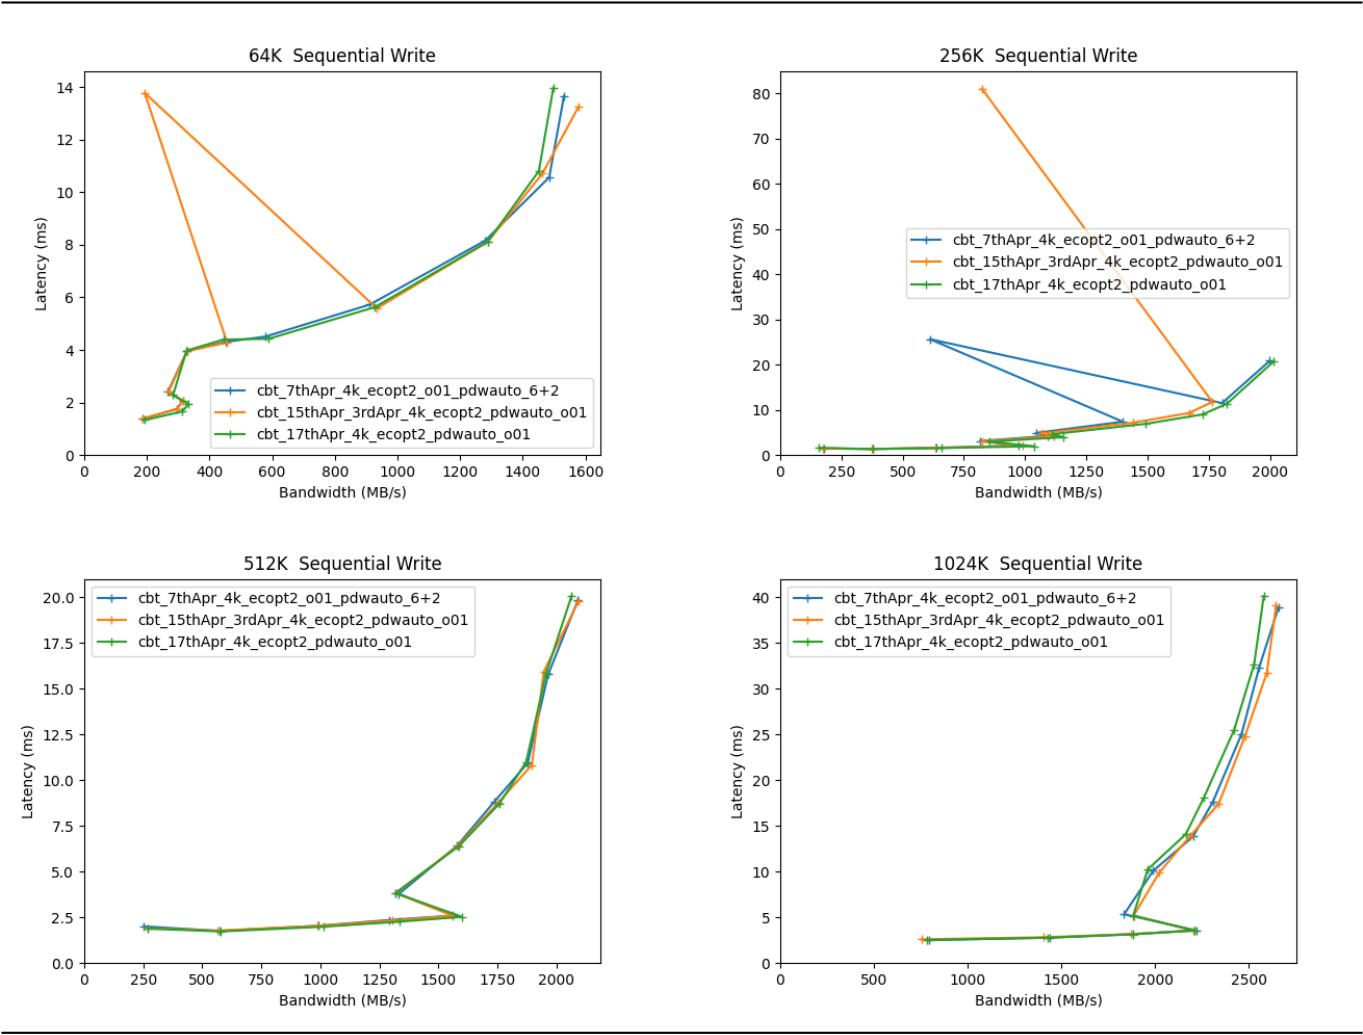 64K  Sequential Write
14
12
10
8
6
4
2
0
Latency (ms)
cbt_7thApr_4k_ecopt2_o01_pdwauto_6+2
cbt_15thApr_3rdApr_4k_ecopt2_pdwauto_o01
cbt_17thApr_4k_ecopt2_pdwauto_o01
0 200 400 600 800 1000 1200 1400 1600
Bandwidth (MB/s)
256K  Sequential Write
80
70
60
50
40
30
20
10
0
Latency (ms)
cbt_7thApr_4k_ecopt2_o01_pdwauto_6+2
cbt_15thApr_3rdApr_4k_ecopt2_pdwauto_o01
cbt_17thApr_4k_ecopt2_pdwauto_o01
0 250 500 750 1000 1250 1500 1750 2000
Bandwidth (MB/s)
512K  Sequential Write
20.0
17.5
15.0
12.5
10.0
7.5
5.0
2.5
0.0
Latency (ms)
cbt_7thApr_4k_ecopt2_o01_pdwauto_6+2
cbt_15thApr_3rdApr_4k_ecopt2_pdwauto_o01
cbt_17thApr_4k_ecopt2_pdwauto_o01
0 250 500 750 1000 1250 1500 1750 2000
Bandwidth (MB/s)
1024K  Sequential Write
40
35
30
25
20
15
10
5
0
Latency (ms)
cbt_7thApr_4k_ecopt2_o01_pdwauto_6+2
cbt_15thApr_3rdApr_4k_ecopt2_pdwauto_o01
cbt_17thApr_4k_ecopt2_pdwauto_o01
0 500 1000 1500 2000 2500
Bandwidth (MB/s)